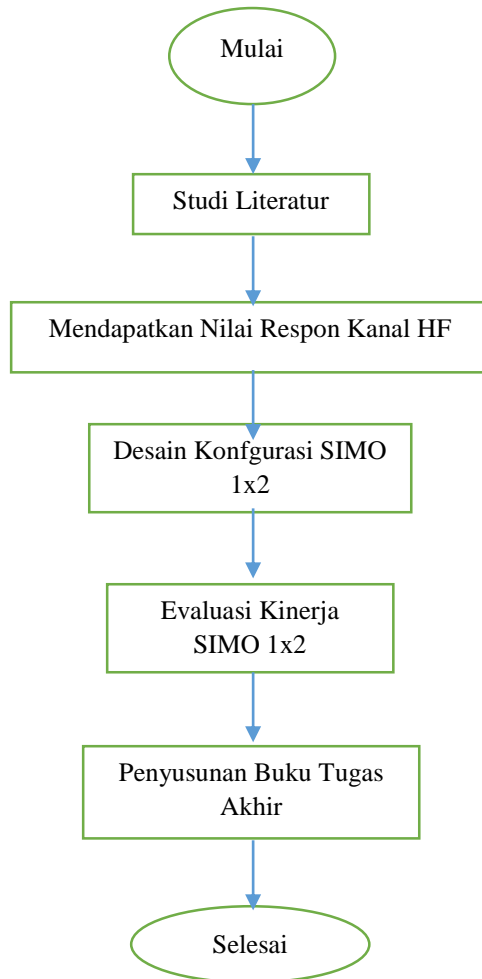 Mulai
Studi Literatur
Mendapatkan Nilai Respon Kanal HF
Desain Konfgurasi SIMO
1x2
Evaluasi Kinerja
SIMO 1x2
Penyusunan Buku Tugas
Akhir
Selesai